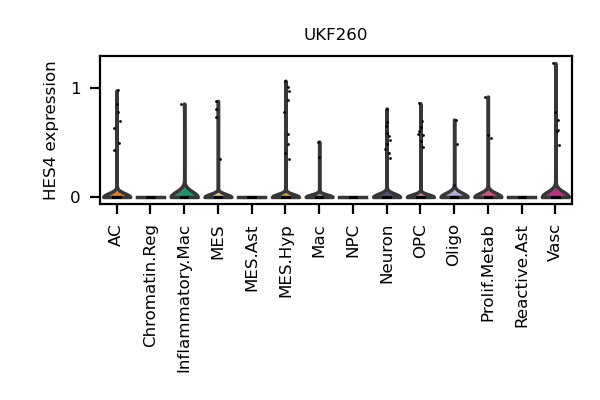 UKF260
HES4 expression
1
0
AC
Chromatin.Reg
Inflammatory.Mac
MES
MES.Ast
MES.Hyp
Mac
NPC
Neuron
OPC
Oligo
Prolif.Metab
Reactive.Ast
Vasc